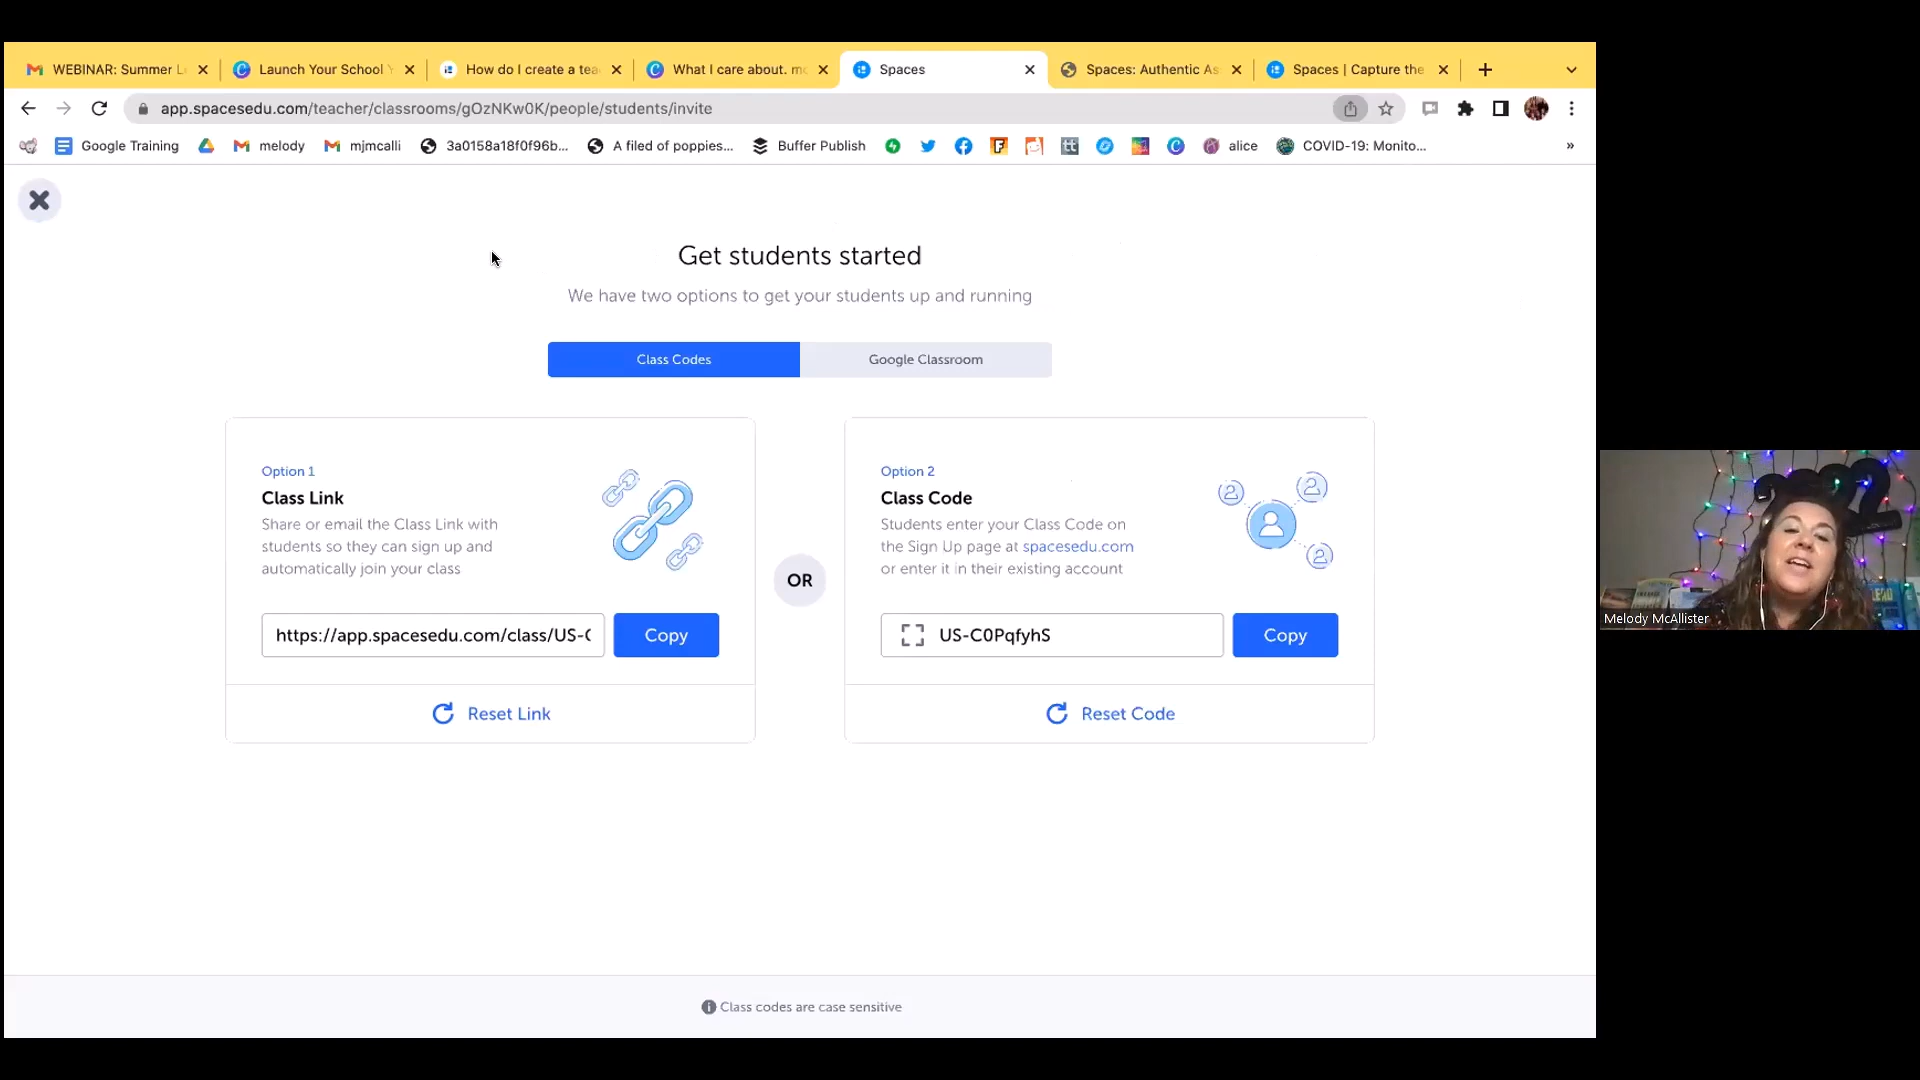 WEBINAR: Summer L
Launch Your School Y
How do I create a tea
What I care about. mo
Spaces
Spaces: Authentic As
Spaces | Capture the
app.spacesedu.com/teacher/classrooms/gOzNKw0K/people/students/invite
Google Training
melody
mjmcalli
3a0158a18f0f96b...
A filed of poppies...
Buffer Publish
alice
COVID-19: Monito...
Get students started
We have two options to get your students up and running
Class Codes
Google Classroom
Option 1
Class Link
Share or email the Class Link with
students so they can sign up and
automatically join your class
https://app.spacesedu.com/class/US-C
Copy
Reset Link
OR
Option 2
Class Code
Students enter your Class Code on
the Sign Up page at spacesedu.com
or enter it in their existing account
US-C0PqfyhS
Copy
Reset Code
Class codes are case sensitive
Melody McAllister